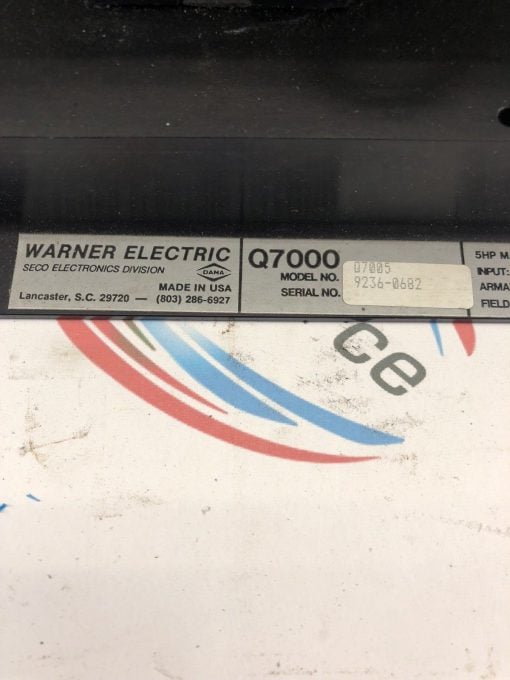 WARNER ELECTRIC
SECO ELECTRONICS DIVISION
DANA
MADE IN USA
Lancaster, S.C. 29720 — (803) 286-6927
Q7000
MODEL NO. Q7005
SERIAL NO. 9236-0682
5HP M
INPUT:
ARMA
FIELD
ce